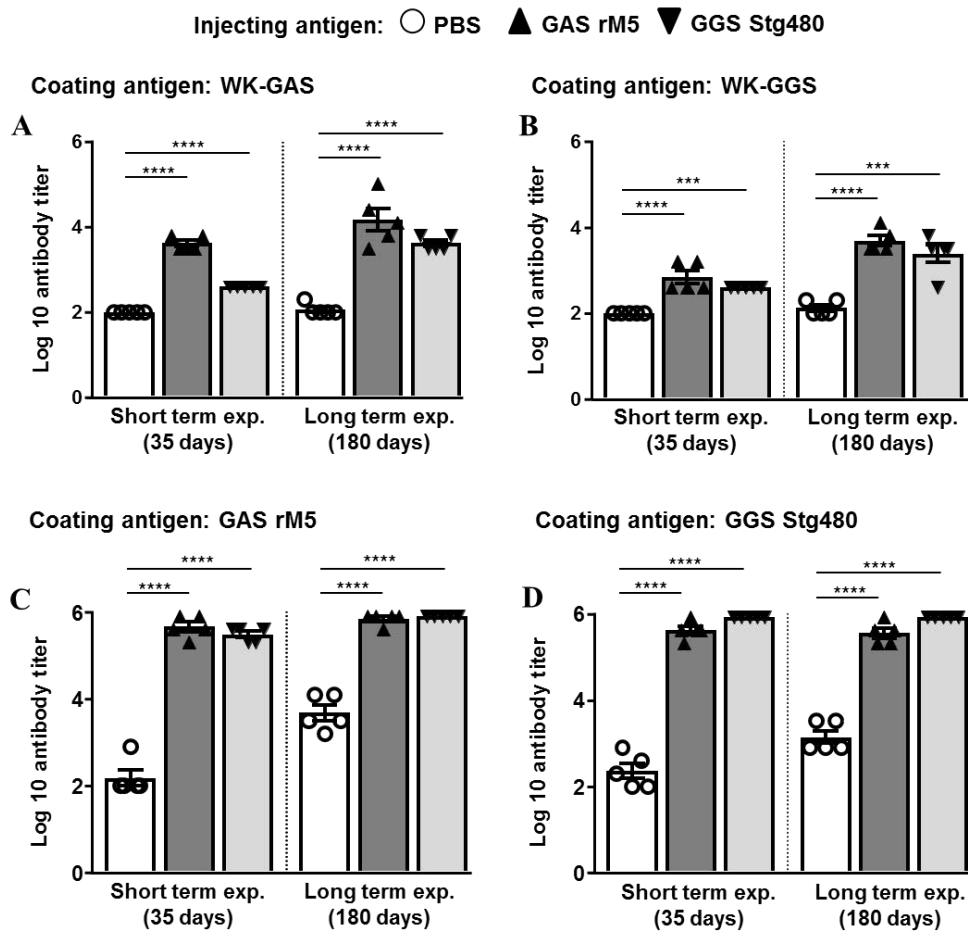 Injecting antigen: PBS GAS rM5 GGS Stg480
Coating antigen: WK-GAS
A
Log 10 antibody titer
6
4
2
0
****
****
****
****
Short term exp.
(35 days)
Long term exp.
(180 days)
Coating antigen: WK-GGS
B
Log 10 antibody titer
6
4
2
0
***
****
***
****
Short term exp.
(35 days)
Long term exp.
(180 days)
Coating antigen: GAS rM5
C
Log 10 antibody titer
6
4
2
0
****
****
****
****
Short term exp.
(35 days)
Long term exp.
(180 days)
Coating antigen: GGS Stg480
D
Log 10 antibody titer
6
4
2
0
****
****
****
****
Short term exp.
(35 days)
Long term exp.
(180 days)